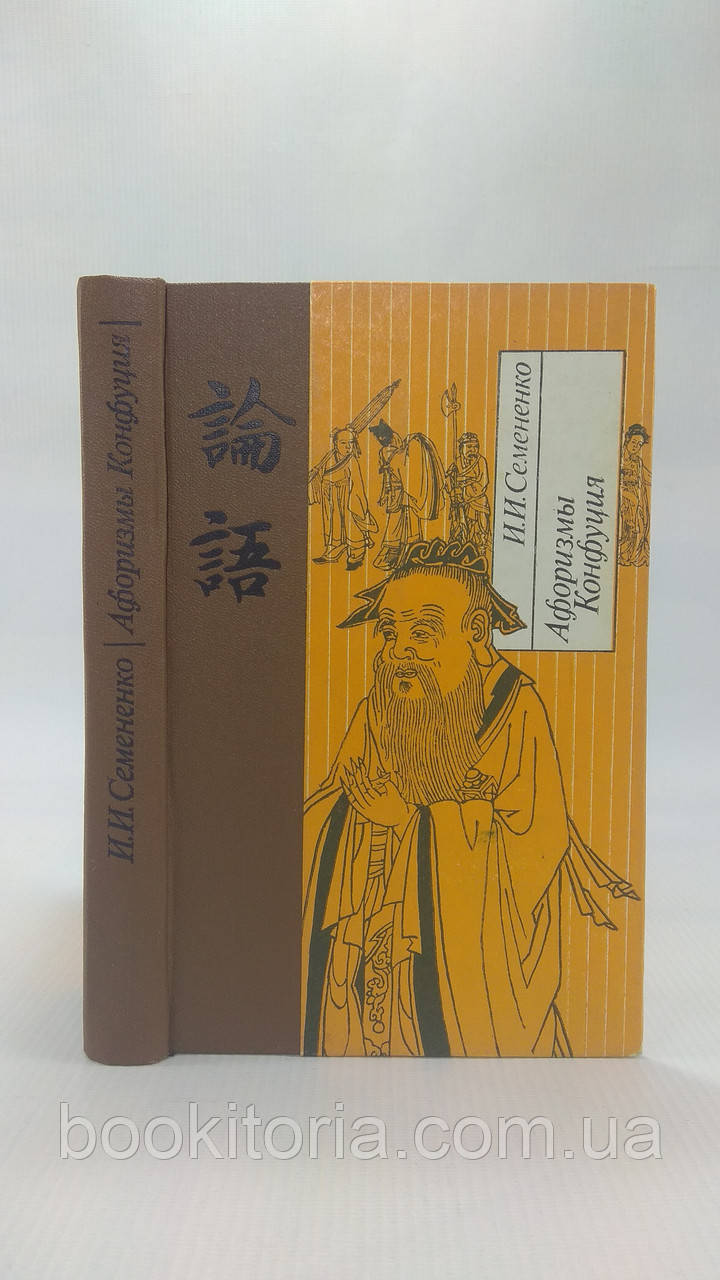 И.И. Семененко | Афоризмы Конфуция |
論
語
И.И. Семененко
Афоризмы
Конфуция
bookitoria.com.ua